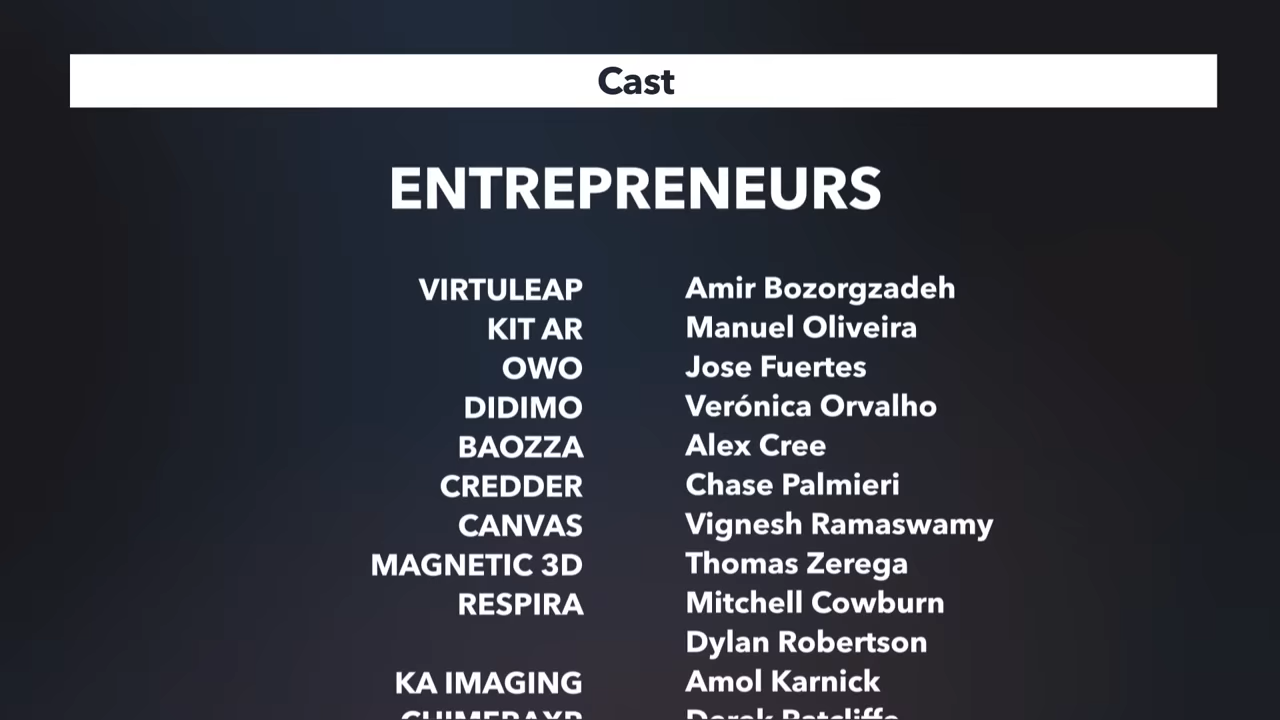 Cast
ENTREPRENEURS
VIRTULEAP Amir Bozorgzadeh
KIT AR Manuel Oliveira
OWO Jose Fuertes
DIDIMO Verónica Orvalho
BAOZZA Alex Cree
CREDDER Chase Palmieri
CANVAS Vignesh Ramaswamy
MAGNETIC 3D Thomas Zerega
RESPIRA Mitchell Cowburn
Dylan Robertson
KA IMAGING Amol Karnick